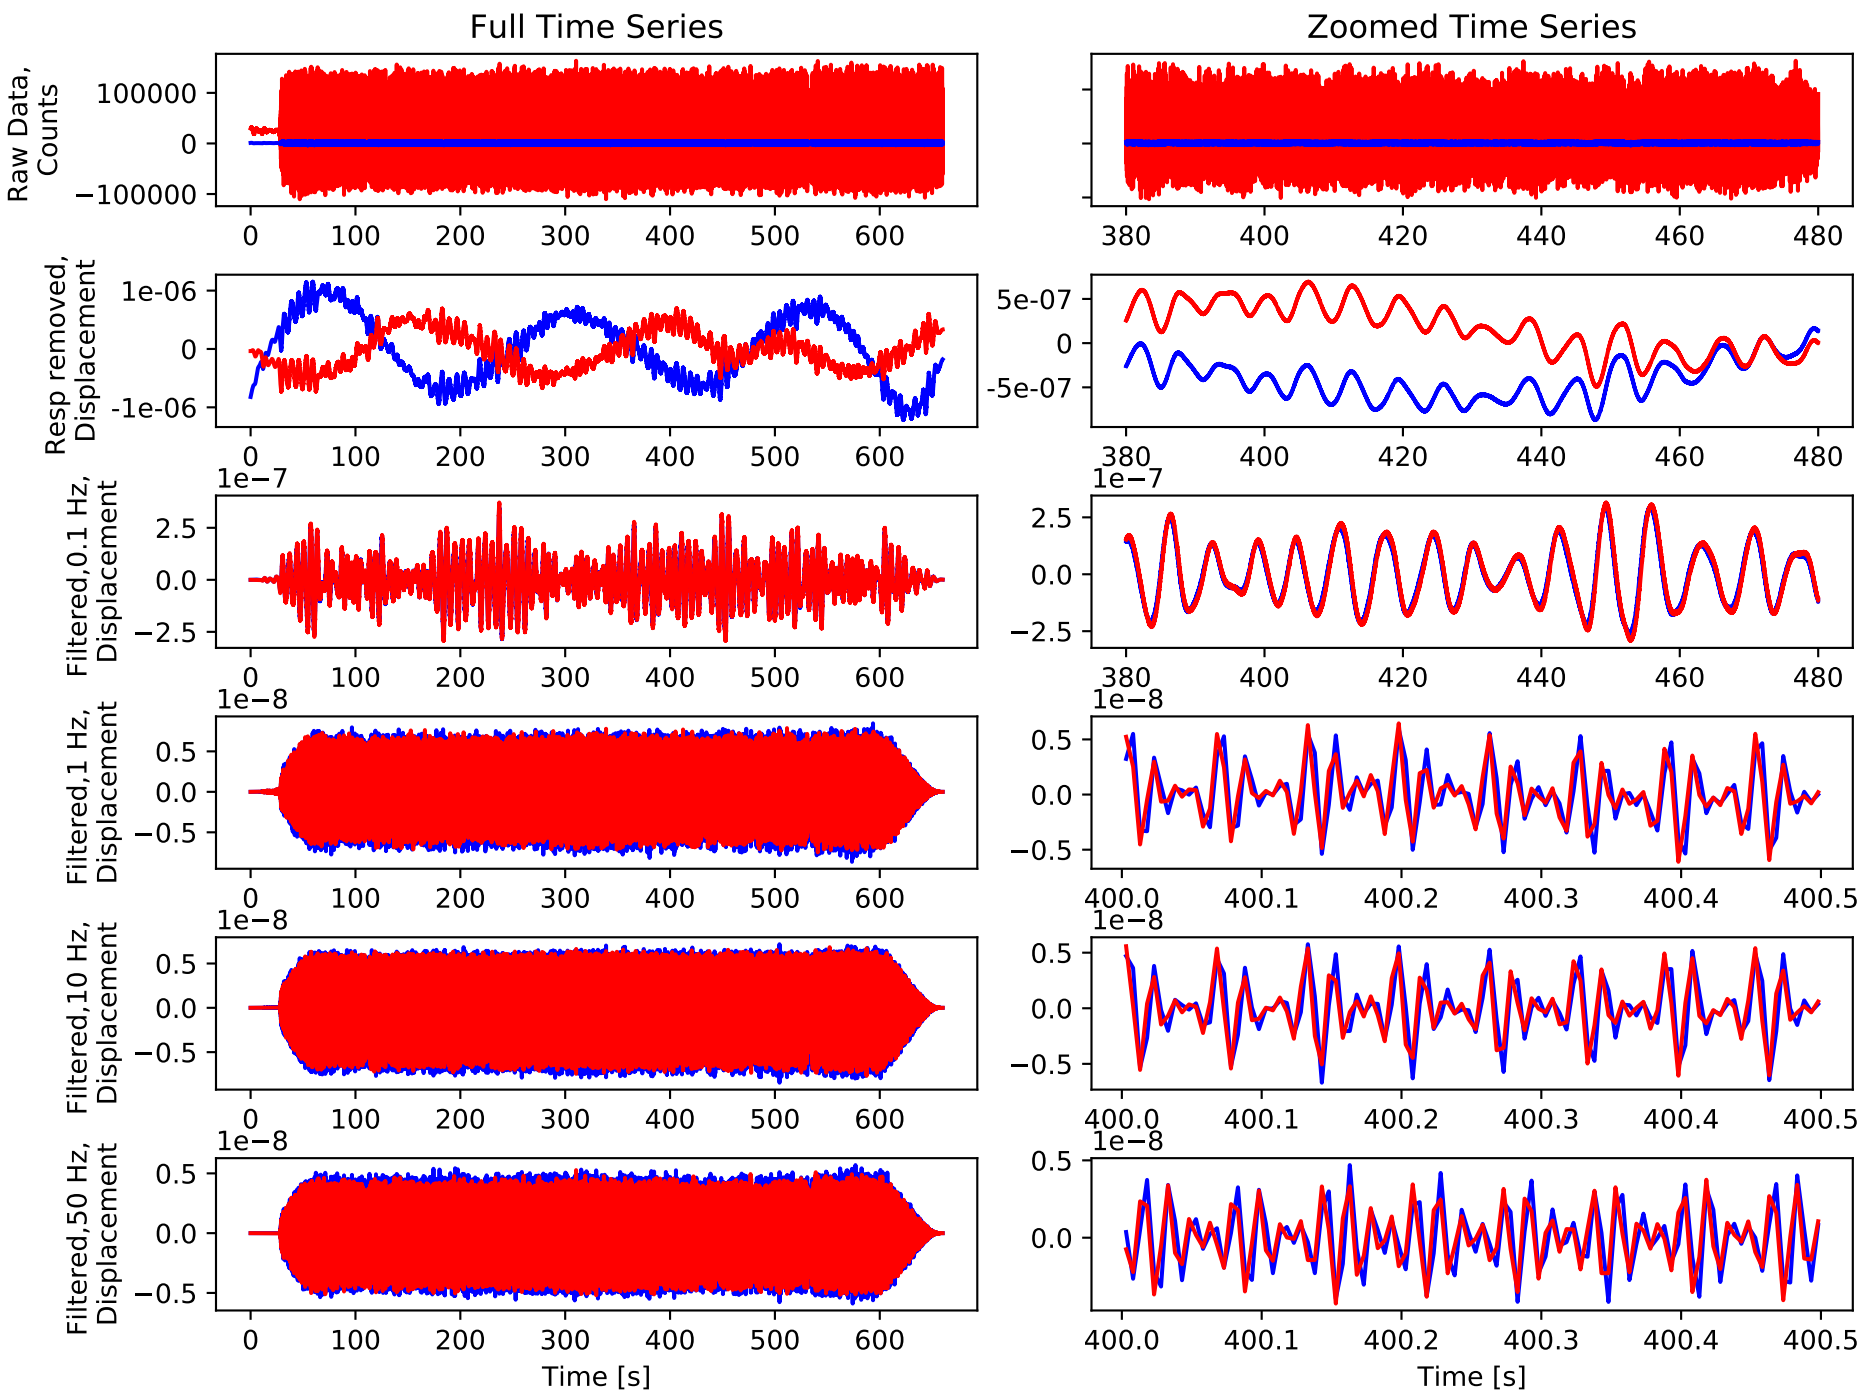 Full Time Series
Zoomed Time Series
Raw Data,
Counts
100000
0
−100000
0 100 200 300 400 500 600
380 400 420 440 460 480
Resp removed,
Displacement
1e-06
0
-1e-06
0 100 200 300 400 500 600
5e-07
0
-5e-07
380 400 420 440 460 480
Filtered,0.1 Hz,
Displacement
1e−7
2.5
0.0
−2.5
0 100 200 300 400 500 600
1e−7
2.5
0.0
−2.5
380 400 420 440 460 480
Filtered,1 Hz,
Displacement
1e−8
0.5
0.0
−0.5
0 100 200 300 400 500 600
1e−8
0.5
0.0
−0.5
400.0 400.1 400.2 400.3 400.4 400.5
Filtered,10 Hz,
Displacement
1e−8
0.5
0.0
−0.5
0 100 200 300 400 500 600
1e−8
0.5
0.0
−0.5
400.0 400.1 400.2 400.3 400.4 400.5
Filtered,50 Hz,
Displacement
1e−8
0.5
0.0
−0.5
0 100 200 300 400 500 600
Time [s]
1e−8
0.5
0.0
400.0 400.1 400.2 400.3 400.4 400.5
Time [s]